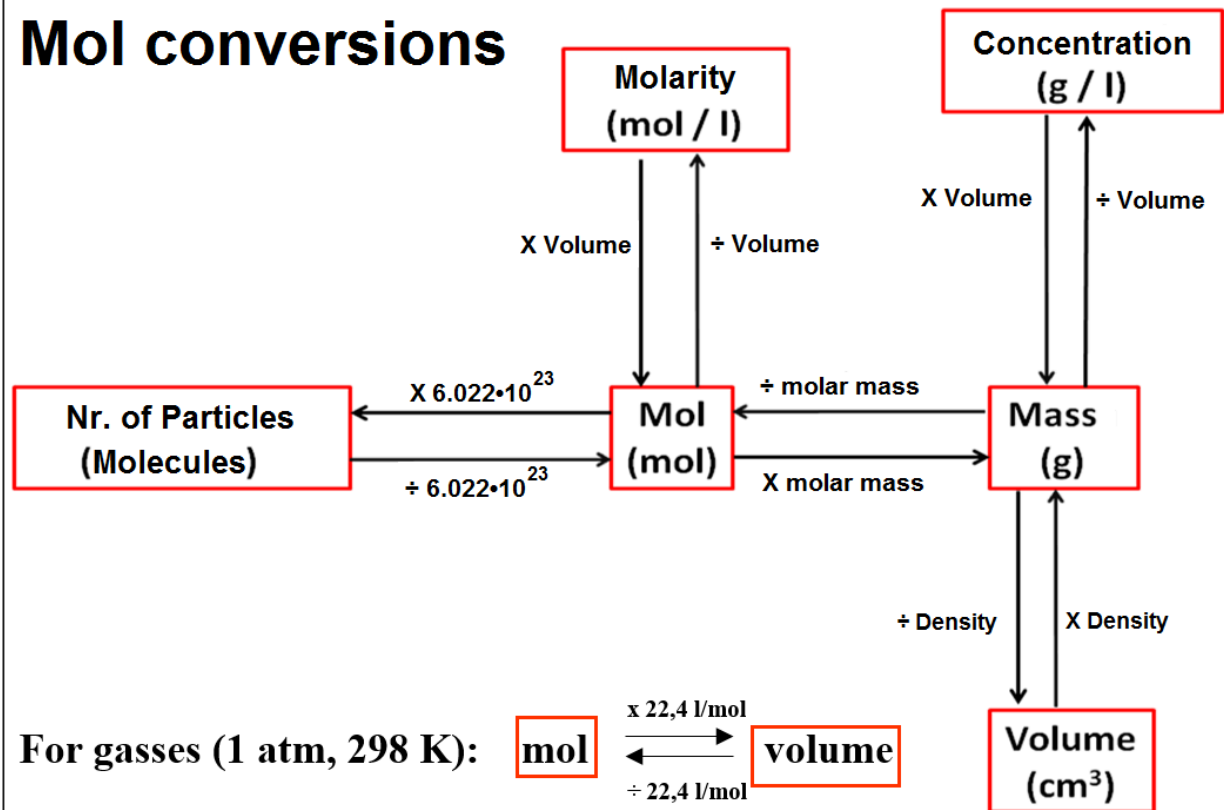 Mol conversions
Molarity
(mol / l)
Concentration
(g / l)
X Volume
÷ Volume
X Volume
÷ Volume
Nr. of Particles
(Molecules)
X 6.022•10²³
÷ 6.022•10²³
Mol
(mol)
÷ molar mass
X molar mass
Mass
(g)
÷ Density
X Density
Volume
(cm³)
For gasses (1 atm, 298 K):
mol
x 22,4 l/mol
÷ 22,4 l/mol
volume